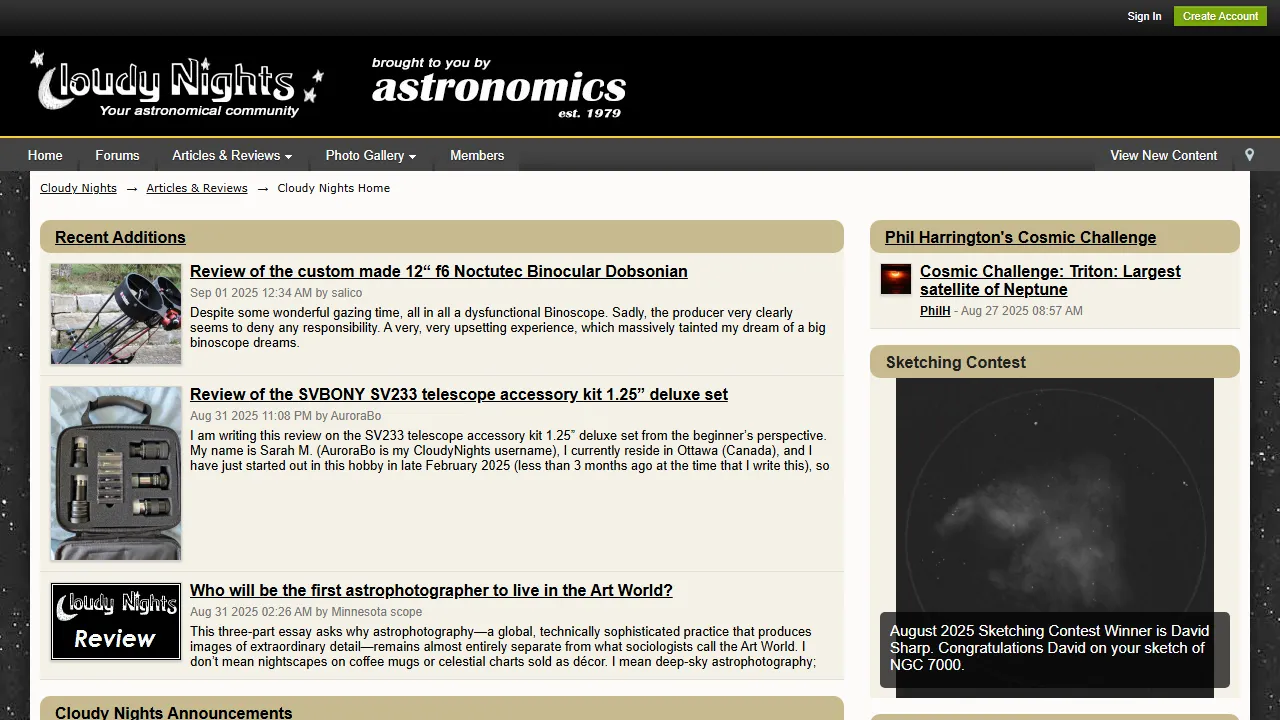 Sign In
Create Account
Cloudy Nights
Your astronomical community
brought to you by
astronomics
est. 1979
Home
Forums
Articles & Reviews
Photo Gallery
Members
View New Content
Cloudy Nights → Articles & Reviews → Cloudy Nights Home
Recent Additions
Review of the custom made 12“ f6 Noctutec Binocular Dobsonian
Sep 01 2025 12:34 AM by salico
Despite some wonderful gazing time, all in all a dysfunctional Binoscope. Sadly, the producer very clearly
seems to deny any responsibility. A very, very upsetting experience, which massively tainted my dream of a big
binoscope dreams.
Review of the SVBONY SV233 telescope accessory kit 1.25” deluxe set
Aug 31 2025 11:08 PM by AuroraBo
I am writing this review on the SV233 telescope accessory kit 1.25” deluxe set from the beginner’s perspective.
My name is Sarah M. (AuroraBo is my CloudyNights username), I currently reside in Ottawa (Canada), and I
have just started out in this hobby in late February 2025 (less than 3 months ago at the time that I write this), so
Cloudy Nights
Review
Who will be the first astrophotographer to live in the Art World?
Aug 31 2025 02:26 AM by Minnesota scope
This three-part essay asks why astrophotography—a global, technically sophisticated practice that produces
images of extraordinary detail—remains almost entirely separate from what sociologists call the Art World. I
don’t mean nightscapes on coffee mugs or celestial charts sold as décor. I mean deep-sky astrophotography;
Cloudy Nights Announcements
Phil Harrington's Cosmic Challenge
Cosmic Challenge: Triton: Largest
satellite of Neptune
PhilH - Aug 27 2025 08:57 AM
Sketching Contest
August 2025 Sketching Contest Winner is David
Sharp. Congratulations David on your sketch of
NGC 7000.